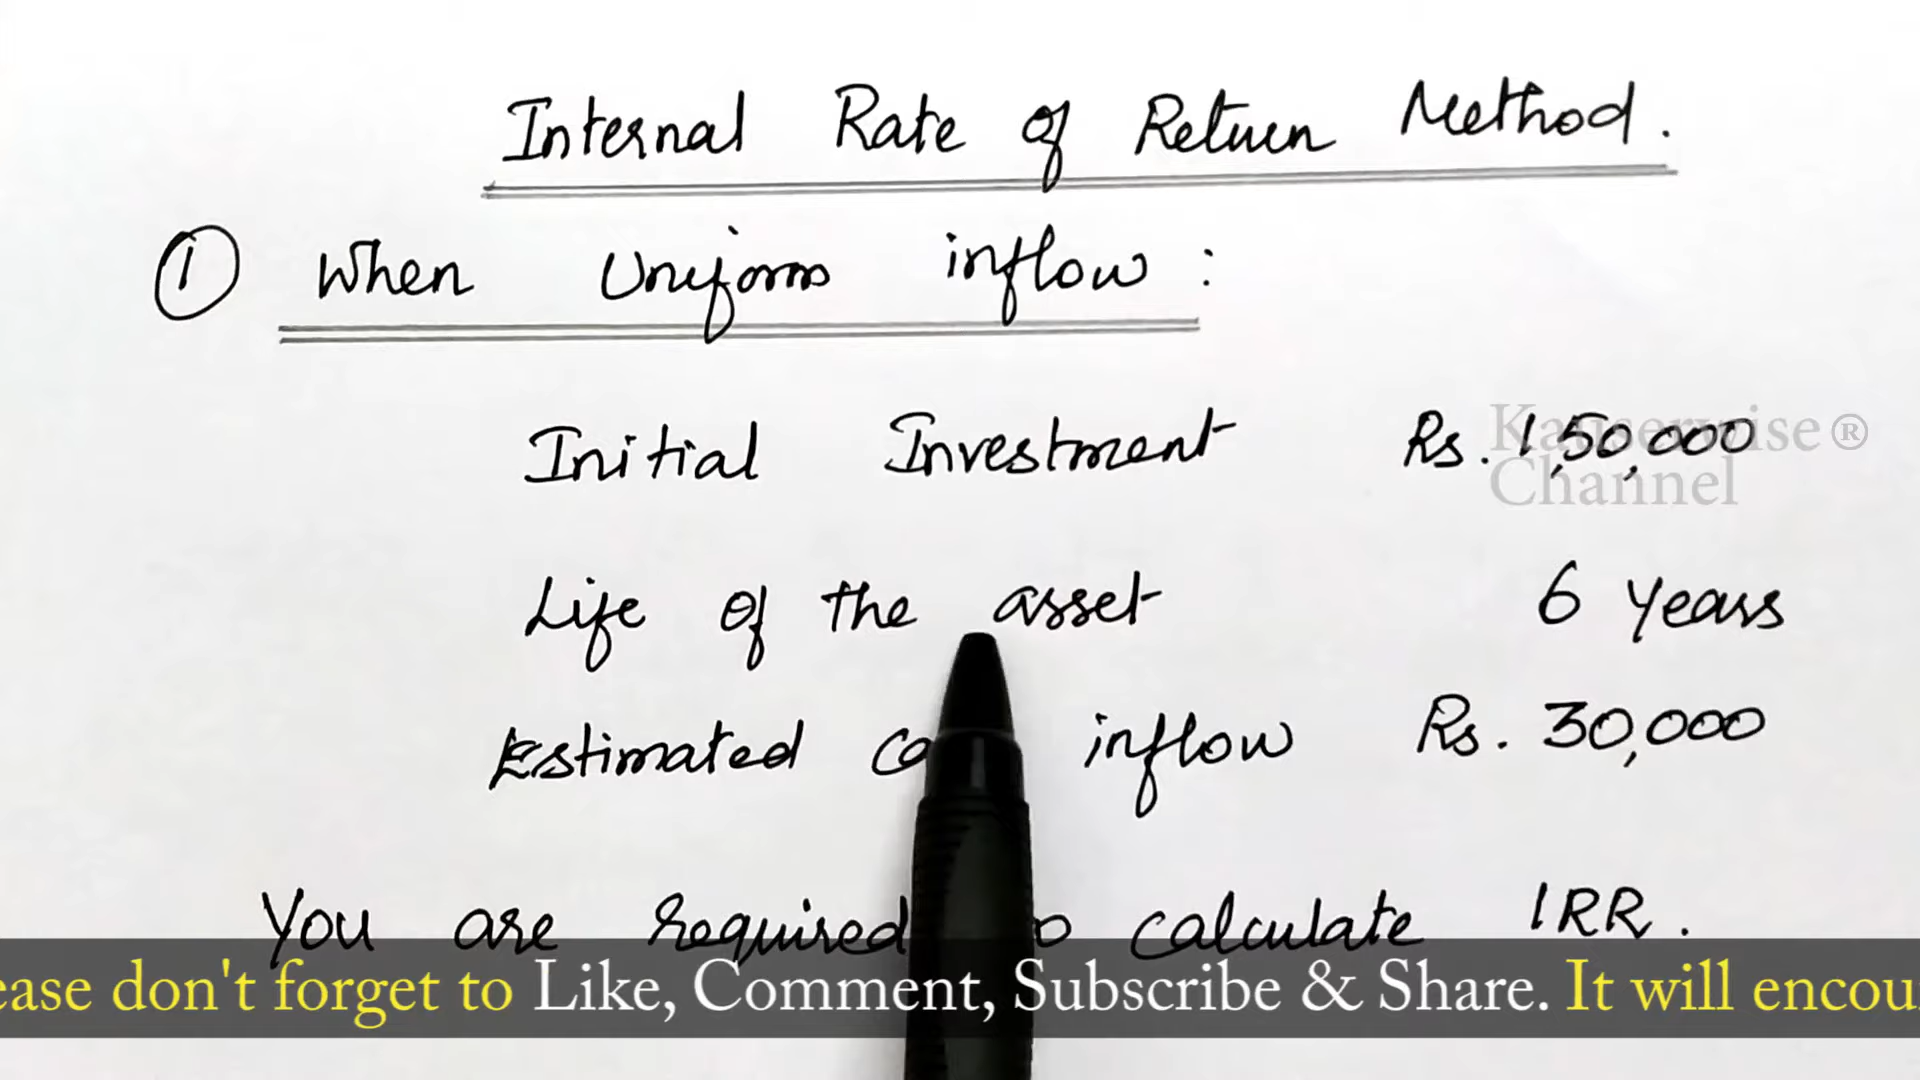 Internal Rate of Return Method.
① When Uniform inflow :
Initial Investment Rs. 1,50,000
Kauserwise®
Channel
Life of the asset 6 Years
Estimated inflow Rs. 30,000
You are required calculate IRR.
ease don't forget to Like, Comment, Subscribe & Share. It will encou